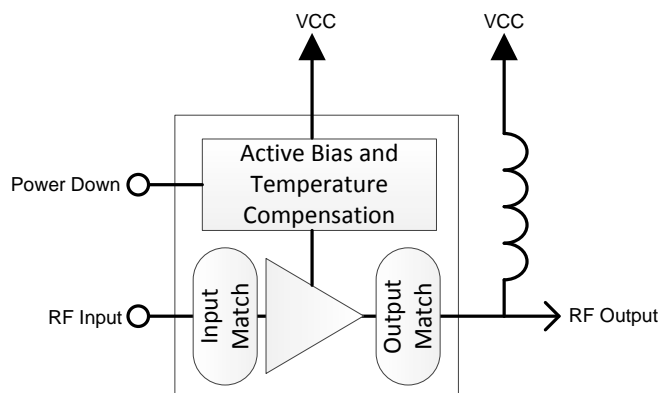 VCC
VCC
Active Bias and
Temperature
Compensation
Power Down
RF Input
Input
Match
Output
Match
RF Output